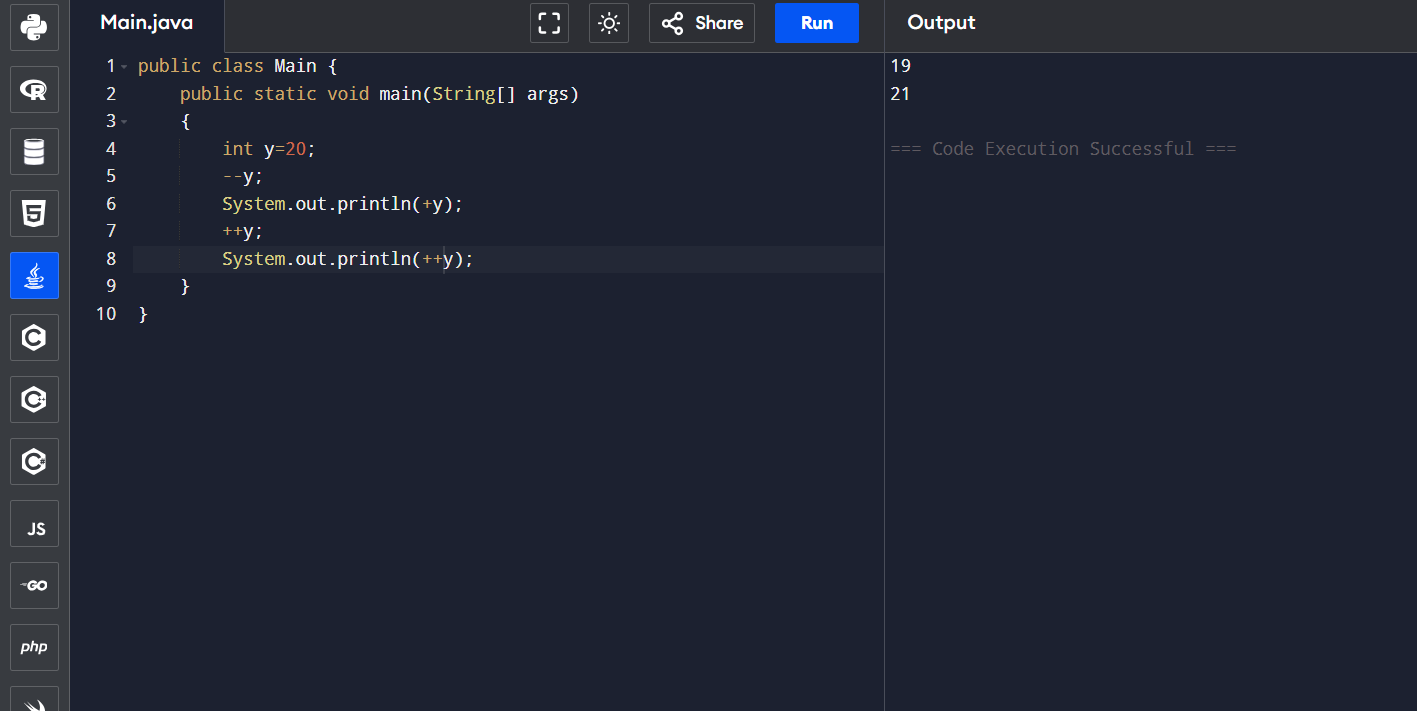 Main.java
Share
Run
Output
1 public class Main {
2 public static void main(String[] args)
3 {
4 int y=20;
5 --y;
6 System.out.println(+y);
7 ++y;
8 System.out.println(++y);
9 }
10 }
19
21
=== Code Execution Successful ===
R
5
C
C++
C#
JS
GO
php